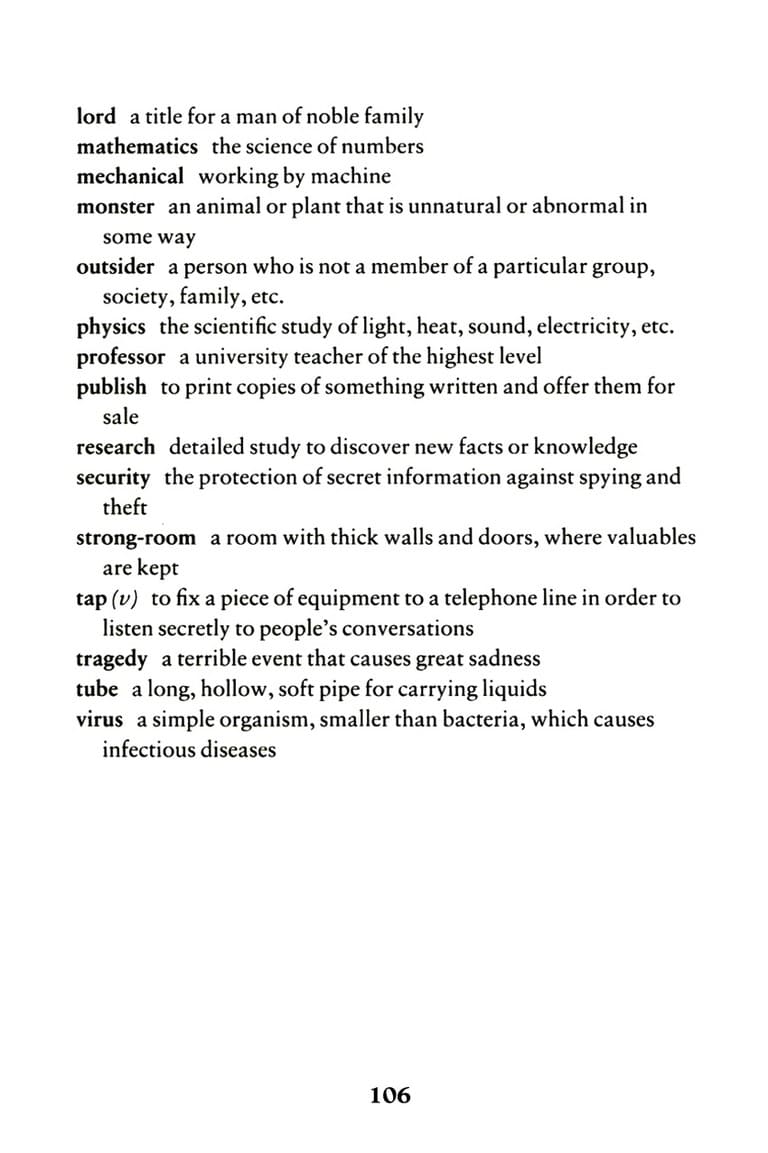 lord a title for a man of noble family
mathematics the science of numbers
mechanical working by machine
monster an animal or plant that is unnatural or abnormal in
some way
outsider a person who is not a member of a particular group,
society, family, etc.
physics the scientific study of light, heat, sound, electricity, etc.
professor a university teacher of the highest level
publish to print copies of something written and offer them for
sale
research detailed study to discover new facts or knowledge
security the protection of secret information against spying and
theft
strong-room a room with thick walls and doors, where valuables
are kept
tap (v) to fix a piece of equipment to a telephone line in order to
listen secretly to people’s conversations
tragedy a terrible event that causes great sadness
tube a long, hollow, soft pipe for carrying liquids
virus a simple organism, smaller than bacteria, which causes
infectious diseases
106